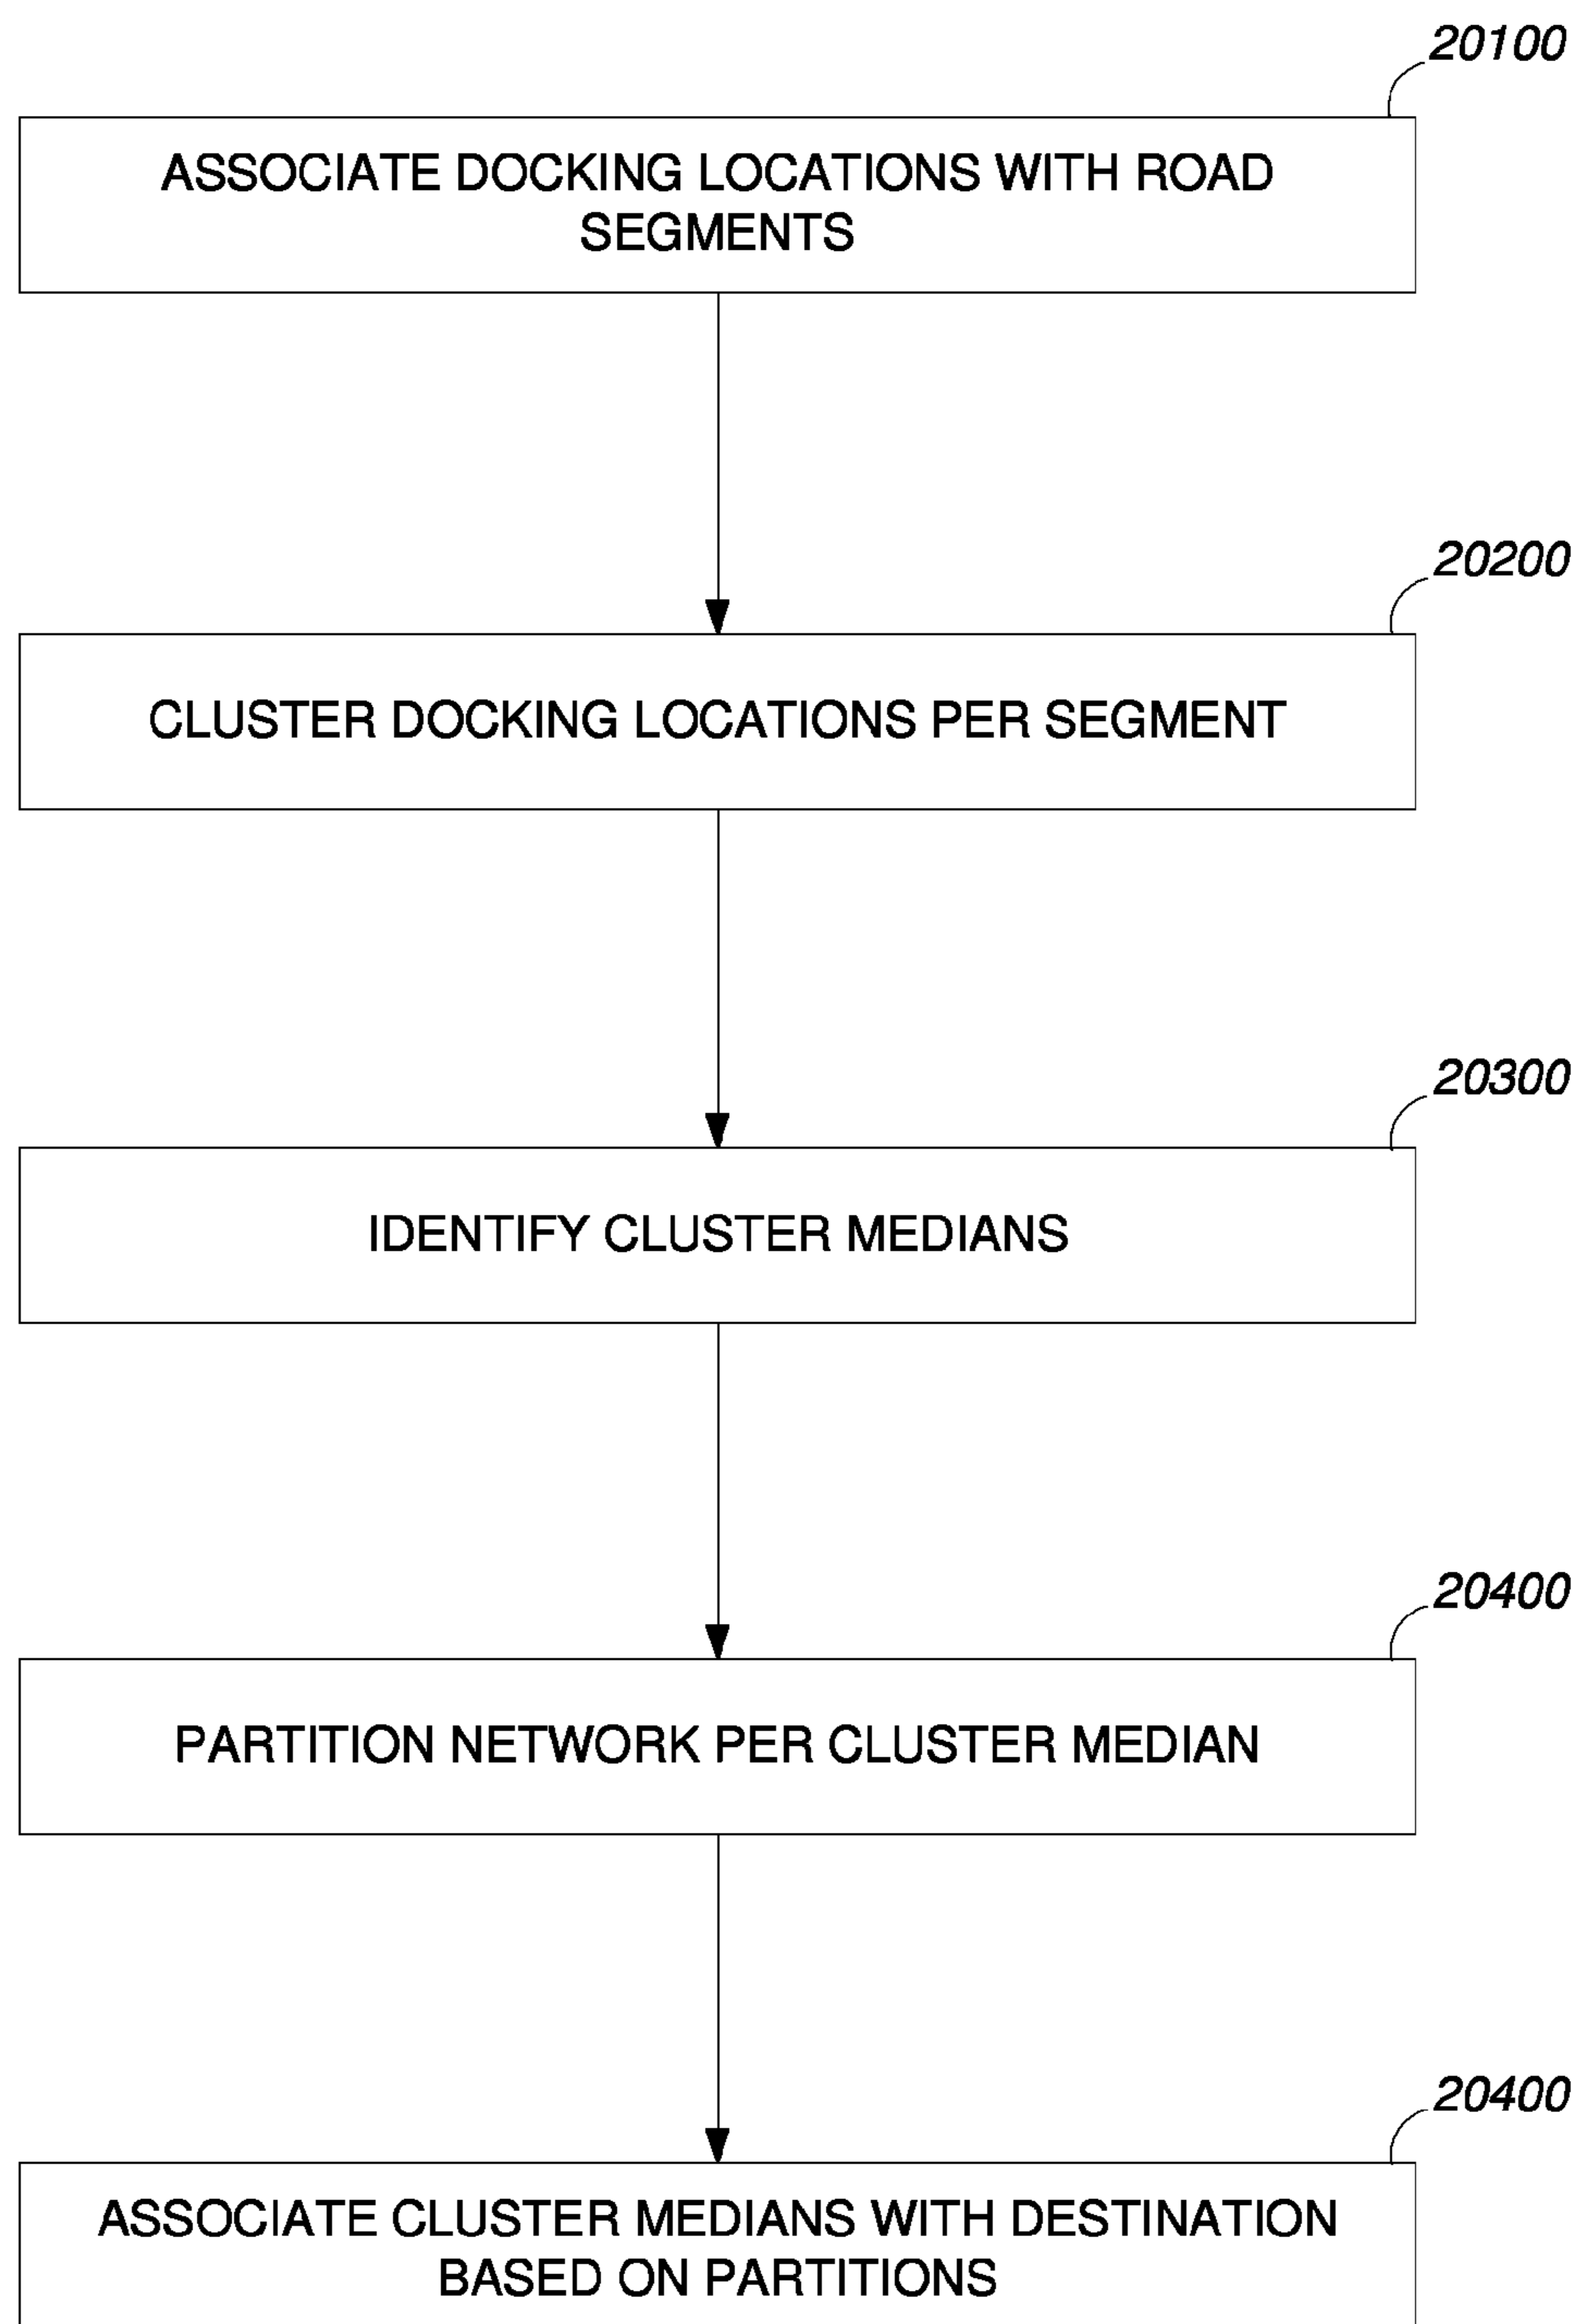 20100
ASSOCIATE DOCKING LOCATIONS WITH ROAD
SEGMENTS
20200
CLUSTER DOCKING LOCATIONS PER SEGMENT
20300
IDENTIFY CLUSTER MEDIANS
20400
PARTITION NETWORK PER CLUSTER MEDIAN
20400
ASSOCIATE CLUSTER MEDIANS WITH DESTINATION
BASED ON PARTITIONS